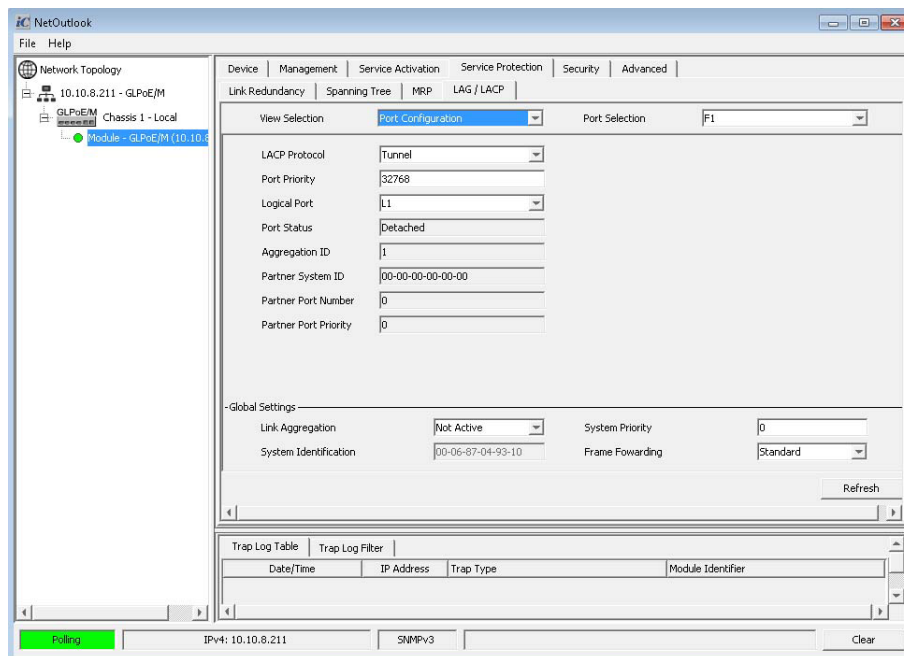 iC NetOutlook
File Help
Network Topology
10.10.8.211 - GLPoE/M
GLPoE/M Chassis 1 - Local
Module - GLPoE/M (10.10.8
Device Management Service Activation Service Protection Security Advanced
Link Redundancy Spanning Tree MRP LAG / LACP
View Selection Port Configuration Port Selection F1
LACP Protocol Tunnel
Port Priority 32768
Logical Port L1
Port Status Detached
Aggregation ID 1
Partner System ID 00-00-00-00-00-00
Partner Port Number 0
Partner Port Priority 0
Global Settings
Link Aggregation Not Active System Priority 0
System Identification 00-06-87-04-93-10 Frame Fowarding Standard
Refresh
Trap Log Table Trap Log Filter
Date/Time IP Address Trap Type Module Identifier
Polling IPv4: 10.10.8.211 SNMPv3 Clear